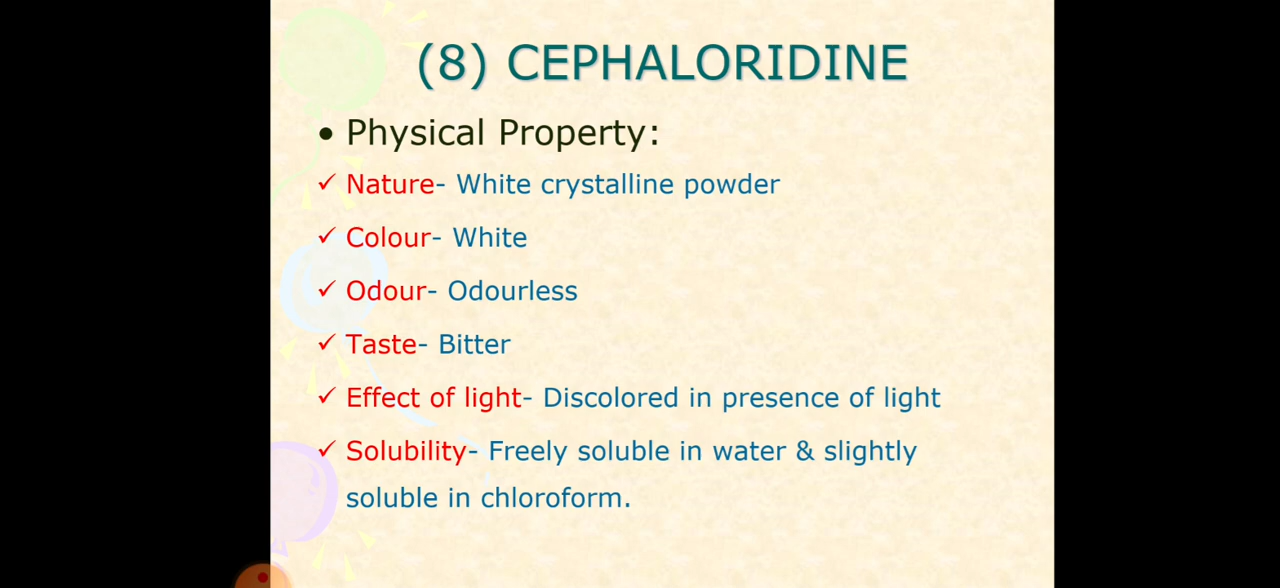 (8) CEPHALORIDINE
• Physical Property:
✓ Nature- White crystalline powder
✓ Colour- White
✓ Odour- Odourless
✓ Taste- Bitter
✓ Effect of light- Discolored in presence of light
✓ Solubility- Freely soluble in water & slightly
soluble in chloroform.